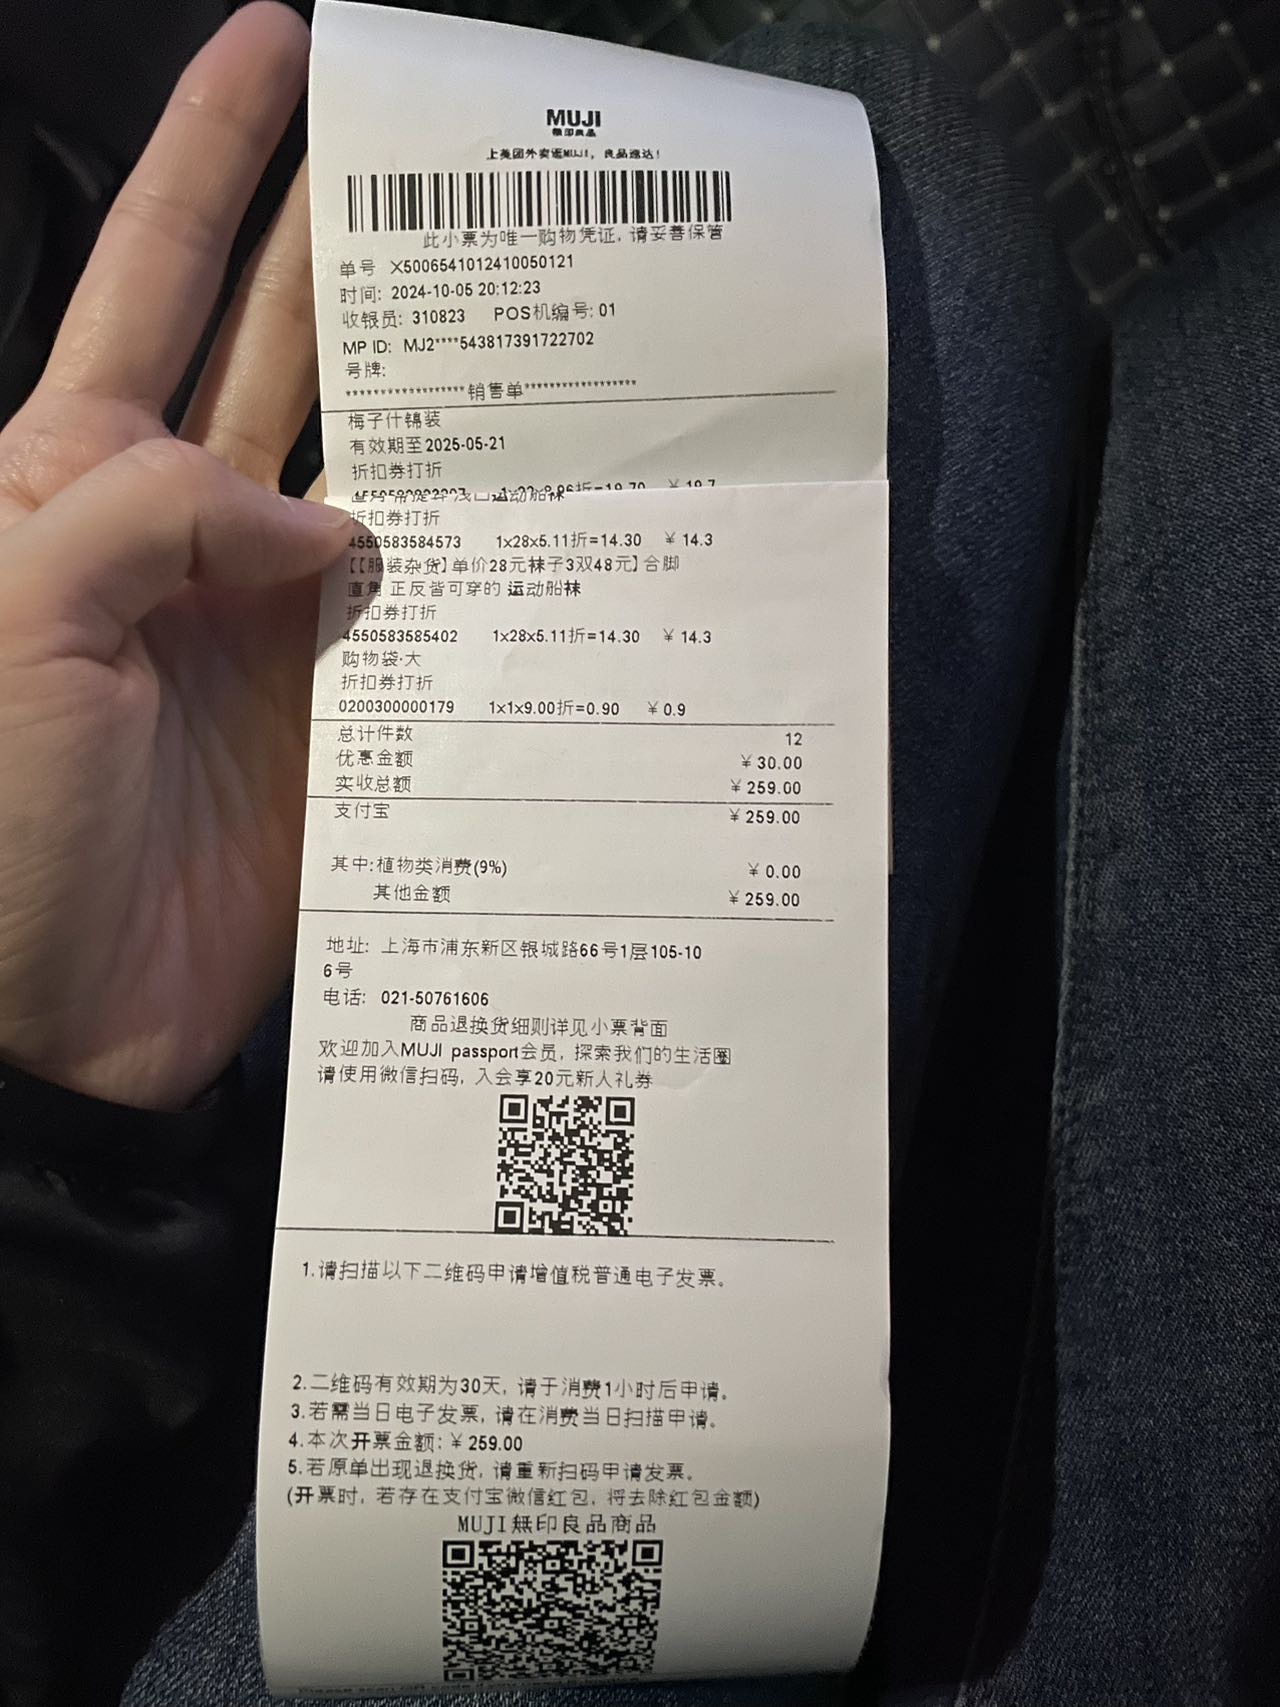 MUJI
無印良品
上美团外卖逛MUJI，良品速达！
此小票为唯一购物凭证, 请妥善保管
单号 X5006541012410050121
时间: 2024-10-05 20:12:23
收银员: 310823 POS机编号: 01
MP ID: MJ2****543817391722702
号牌:
******************销售单******************
梅子什锦装
有效期至2025-05-21
折扣券打折
折=19.70 ￥19.7
运动船袜
折扣券打折
4550583584573 1x28x5.11折=14.30 ￥14.3
【[服装杂货】单价28元袜子3双48元】合脚
直角 正反皆可穿的 运动船袜
折扣券打折
4550583585402 1x28x5.11折=14.30 ￥14.3
购物袋·大
折扣券打折
0200300000179 1x1x9.00折=0.90 ￥0.9
总计件数 12
优惠金额 ￥30.00
实收总额 ￥259.00
支付宝 ￥259.00
其中:植物类消费(9%) ￥0.00
其他金额 ￥259.00
地址: 上海市浦东新区银城路66号1层105-10
6号
电话: 021-50761606
商品退换货细则详见小票背面
欢迎加入MUJI passport会员, 探索我们的生活圈
请使用微信扫码, 入会享20元新人礼券
1.请扫描以下二维码申请增值税普通电子发票。
2.二维码有效期为30天, 请于消费1小时后申请。
3.若需当日电子发票, 请在消费当日扫描申请。
4.本次开票金额: ￥259.00
5.若原单出现退换货, 请重新扫码申请发票。
(开票时, 若存在支付宝微信红包, 将去除红包金额)
MUJI無印良品商品